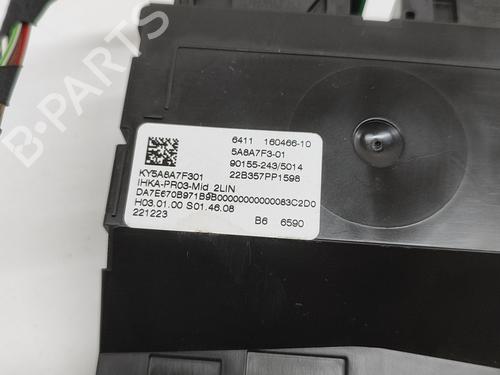 6411 160466-10
5A8A7F3-01
90155-243/5014
KY5A8A7F301 22B357PP1598
IHKA-PR03-Mid 2LIN
DA7E670B971B9B00000000000083C2D0
H03.01.00 S01.46.08
221223 B6 6590
B-PARTS